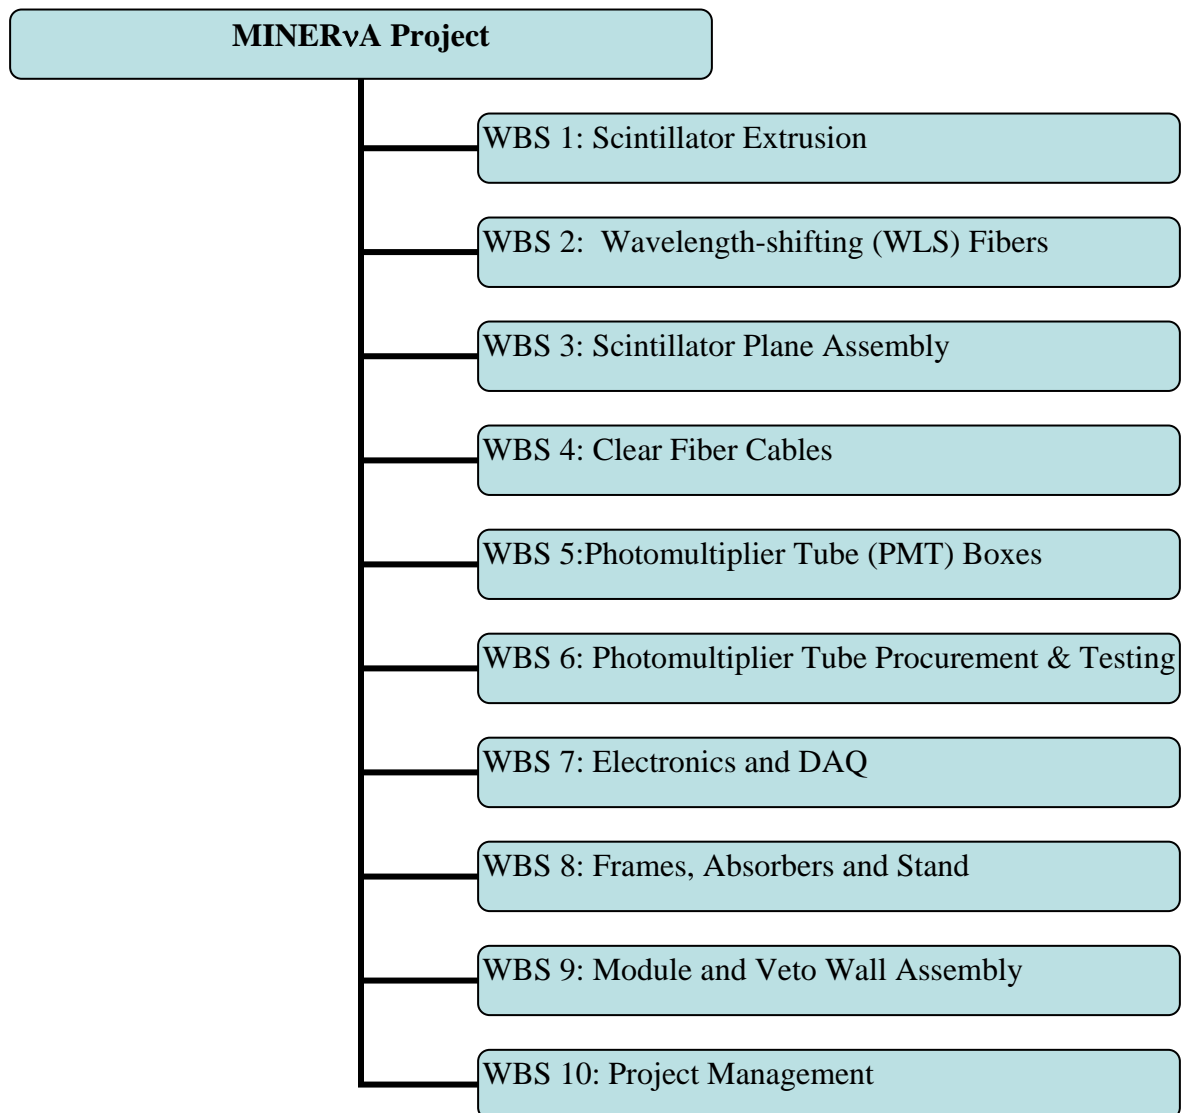 MINERνA Project
WBS 1: Scintillator Extrusion
WBS 2:  Wavelength-shifting (WLS) Fibers
WBS 3: Scintillator Plane Assembly
WBS 4: Clear Fiber Cables
WBS 5:Photomultiplier Tube (PMT) Boxes
WBS 6: Photomultiplier Tube Procurement & Testing
WBS 7: Electronics and DAQ
WBS 8: Frames, Absorbers and Stand
WBS 9: Module and Veto Wall Assembly
WBS 10: Project Management